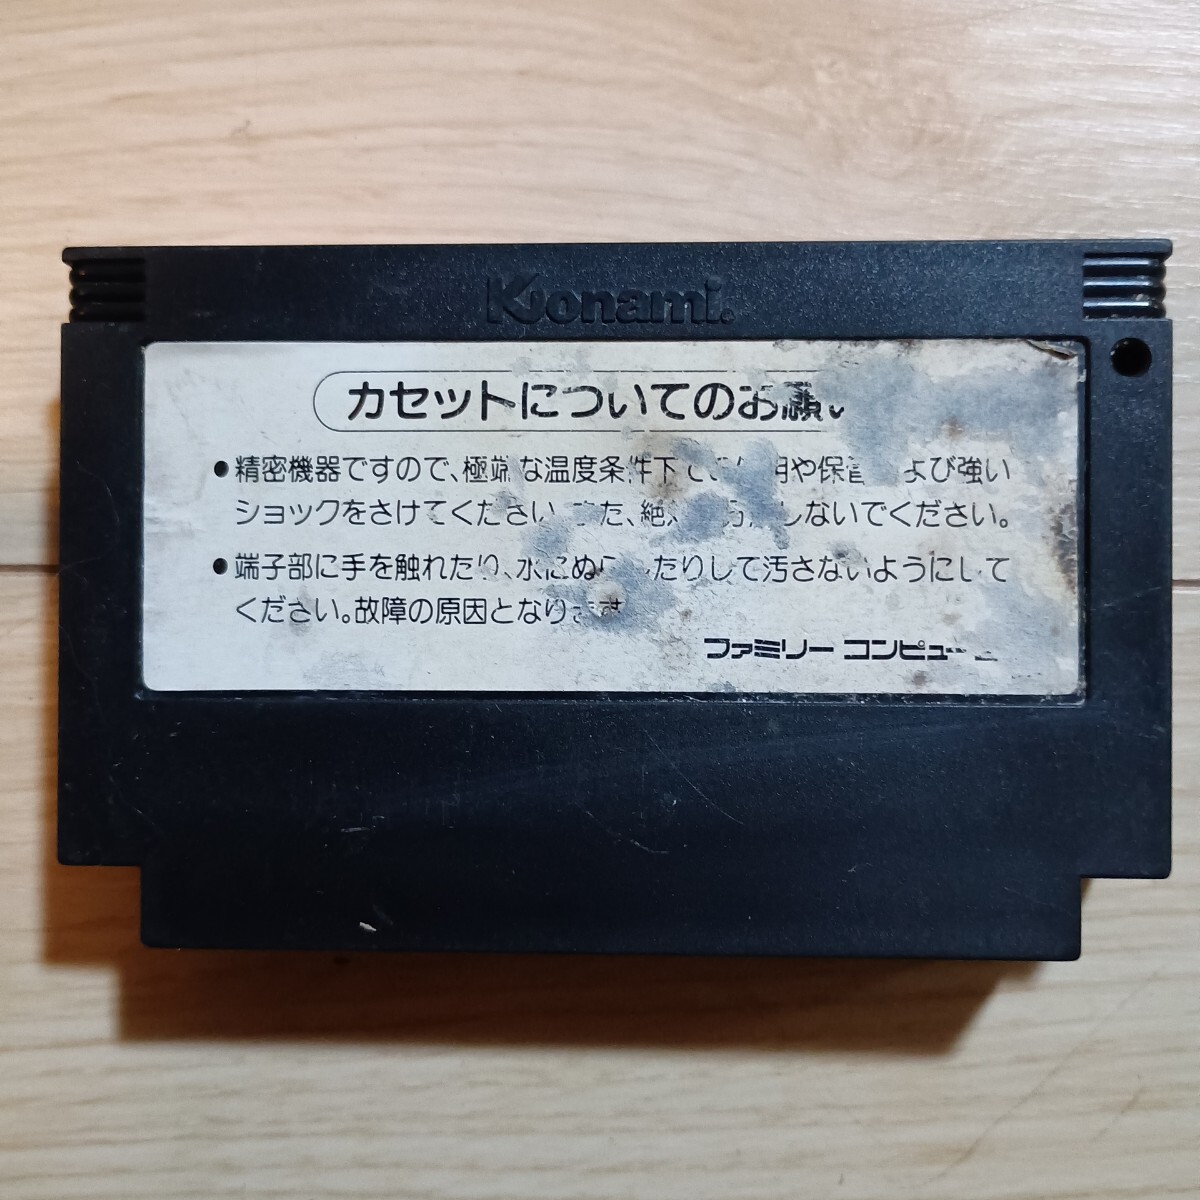 Konami
カセットについてのお願い
●精密機器ですので、極端な温度条件下での使用や保管および強い
ショックをさけてください。また、絶対に分解しないでください。
●端子部に手を触れたり、水にぬらしたりして汚さないようにして
ください。故障の原因となります
ファミリー コンピュータ